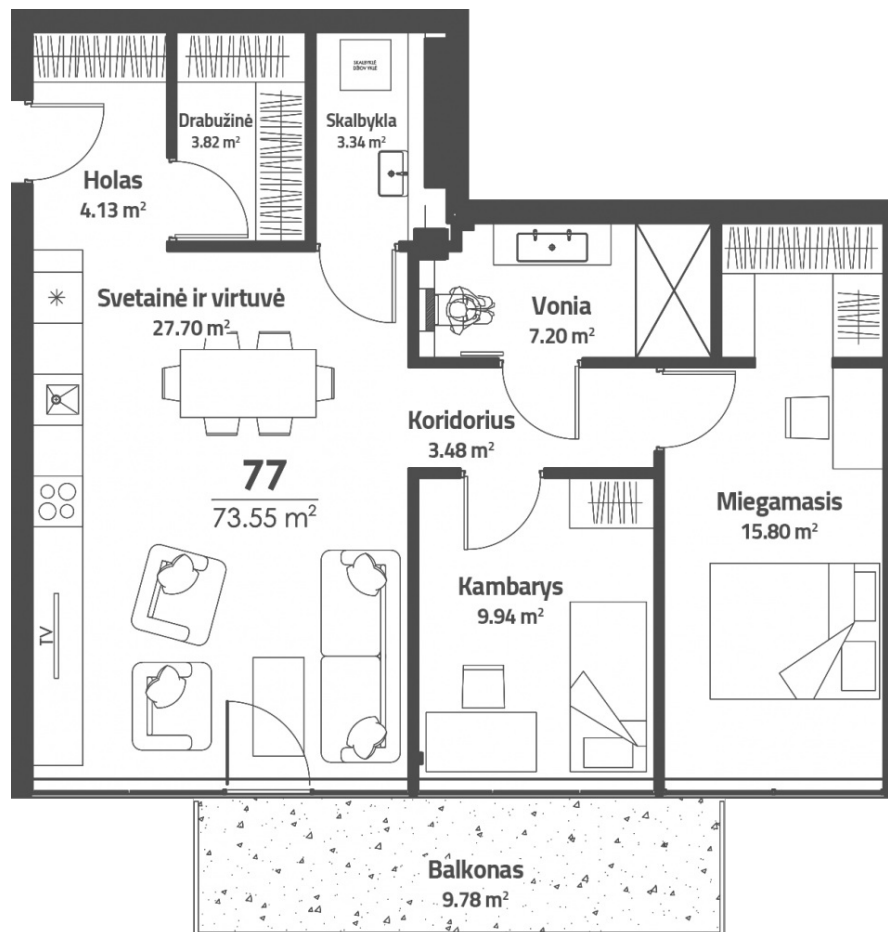 SKALBYKLĖ
DŽIOVYKLĖ
Drabužinė
3.82 m²
Skalbykla
3.34 m²
Holas
4.13 m²
Svetainė ir virtuvė
27.70 m²
Vonia
7.20 m²
Koridorius
3.48 m²
77
73.55 m²
Miegamasis
15.80 m²
Kambarys
9.94 m²
TV
Balkonas
9.78 m²